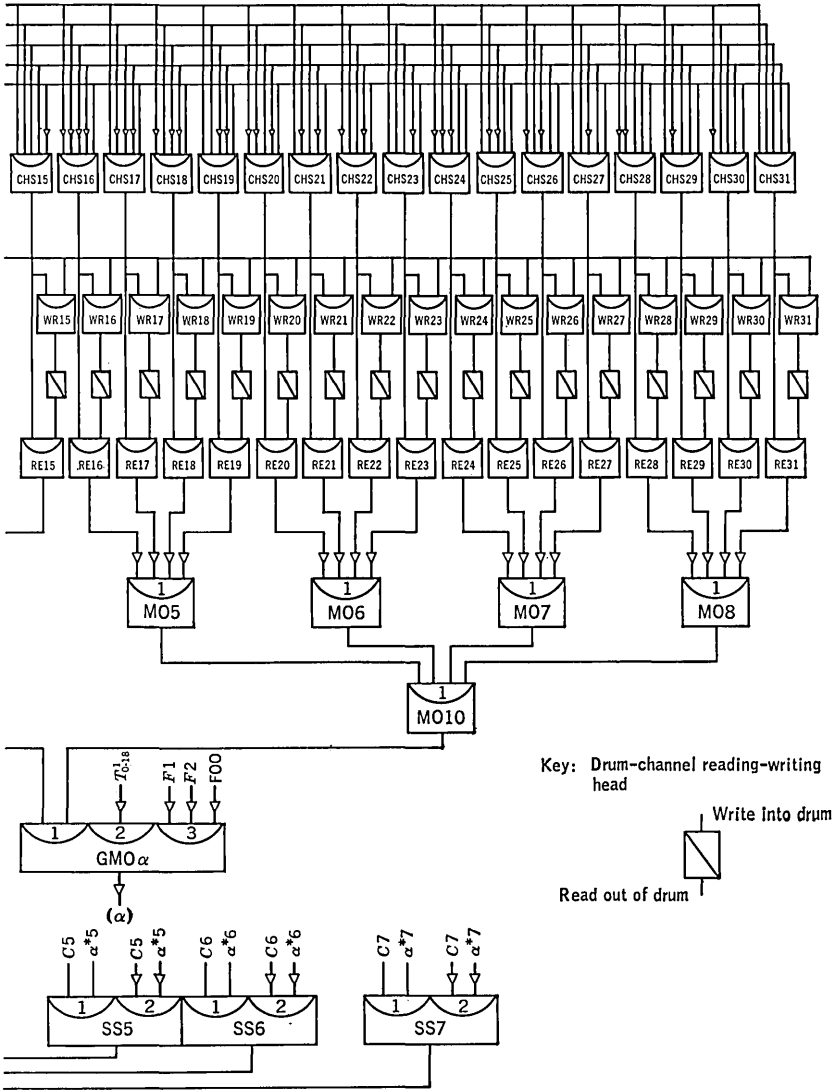 CHS15 CHS16 CHS17 CHS18 CHS19 CHS20 CHS21 CHS22 CHS23 CHS24 CHS25 CHS26 CHS27 CHS28 CHS29 CHS30 CHS31
WR15 WR16 WR17 WR18 WR19 WR20 WR21 WR22 WR23 WR24 WR25 WR26 WR27 WR28 WR29 WR30 WR31
RE15 RE16 RE17 RE18 RE19 RE20 RE21 RE22 RE23 RE24 RE25 RE26 RE27 RE28 RE29 RE30 RE31
1 1 1 1
MO5 MO6 MO7 MO8
1
MO10
T¹₀₋₁₈ F1 F2 F00
Key: Drum-channel reading-writing
head
Write into drum
1 2 3
GMOα
Read out of drum
(α)
C5 α*5 C5 α*5 C6 α*6 C6 α*6 C7 α*7 C7 α*7
1 2 1 2 1 2
SS5 SS6 SS7